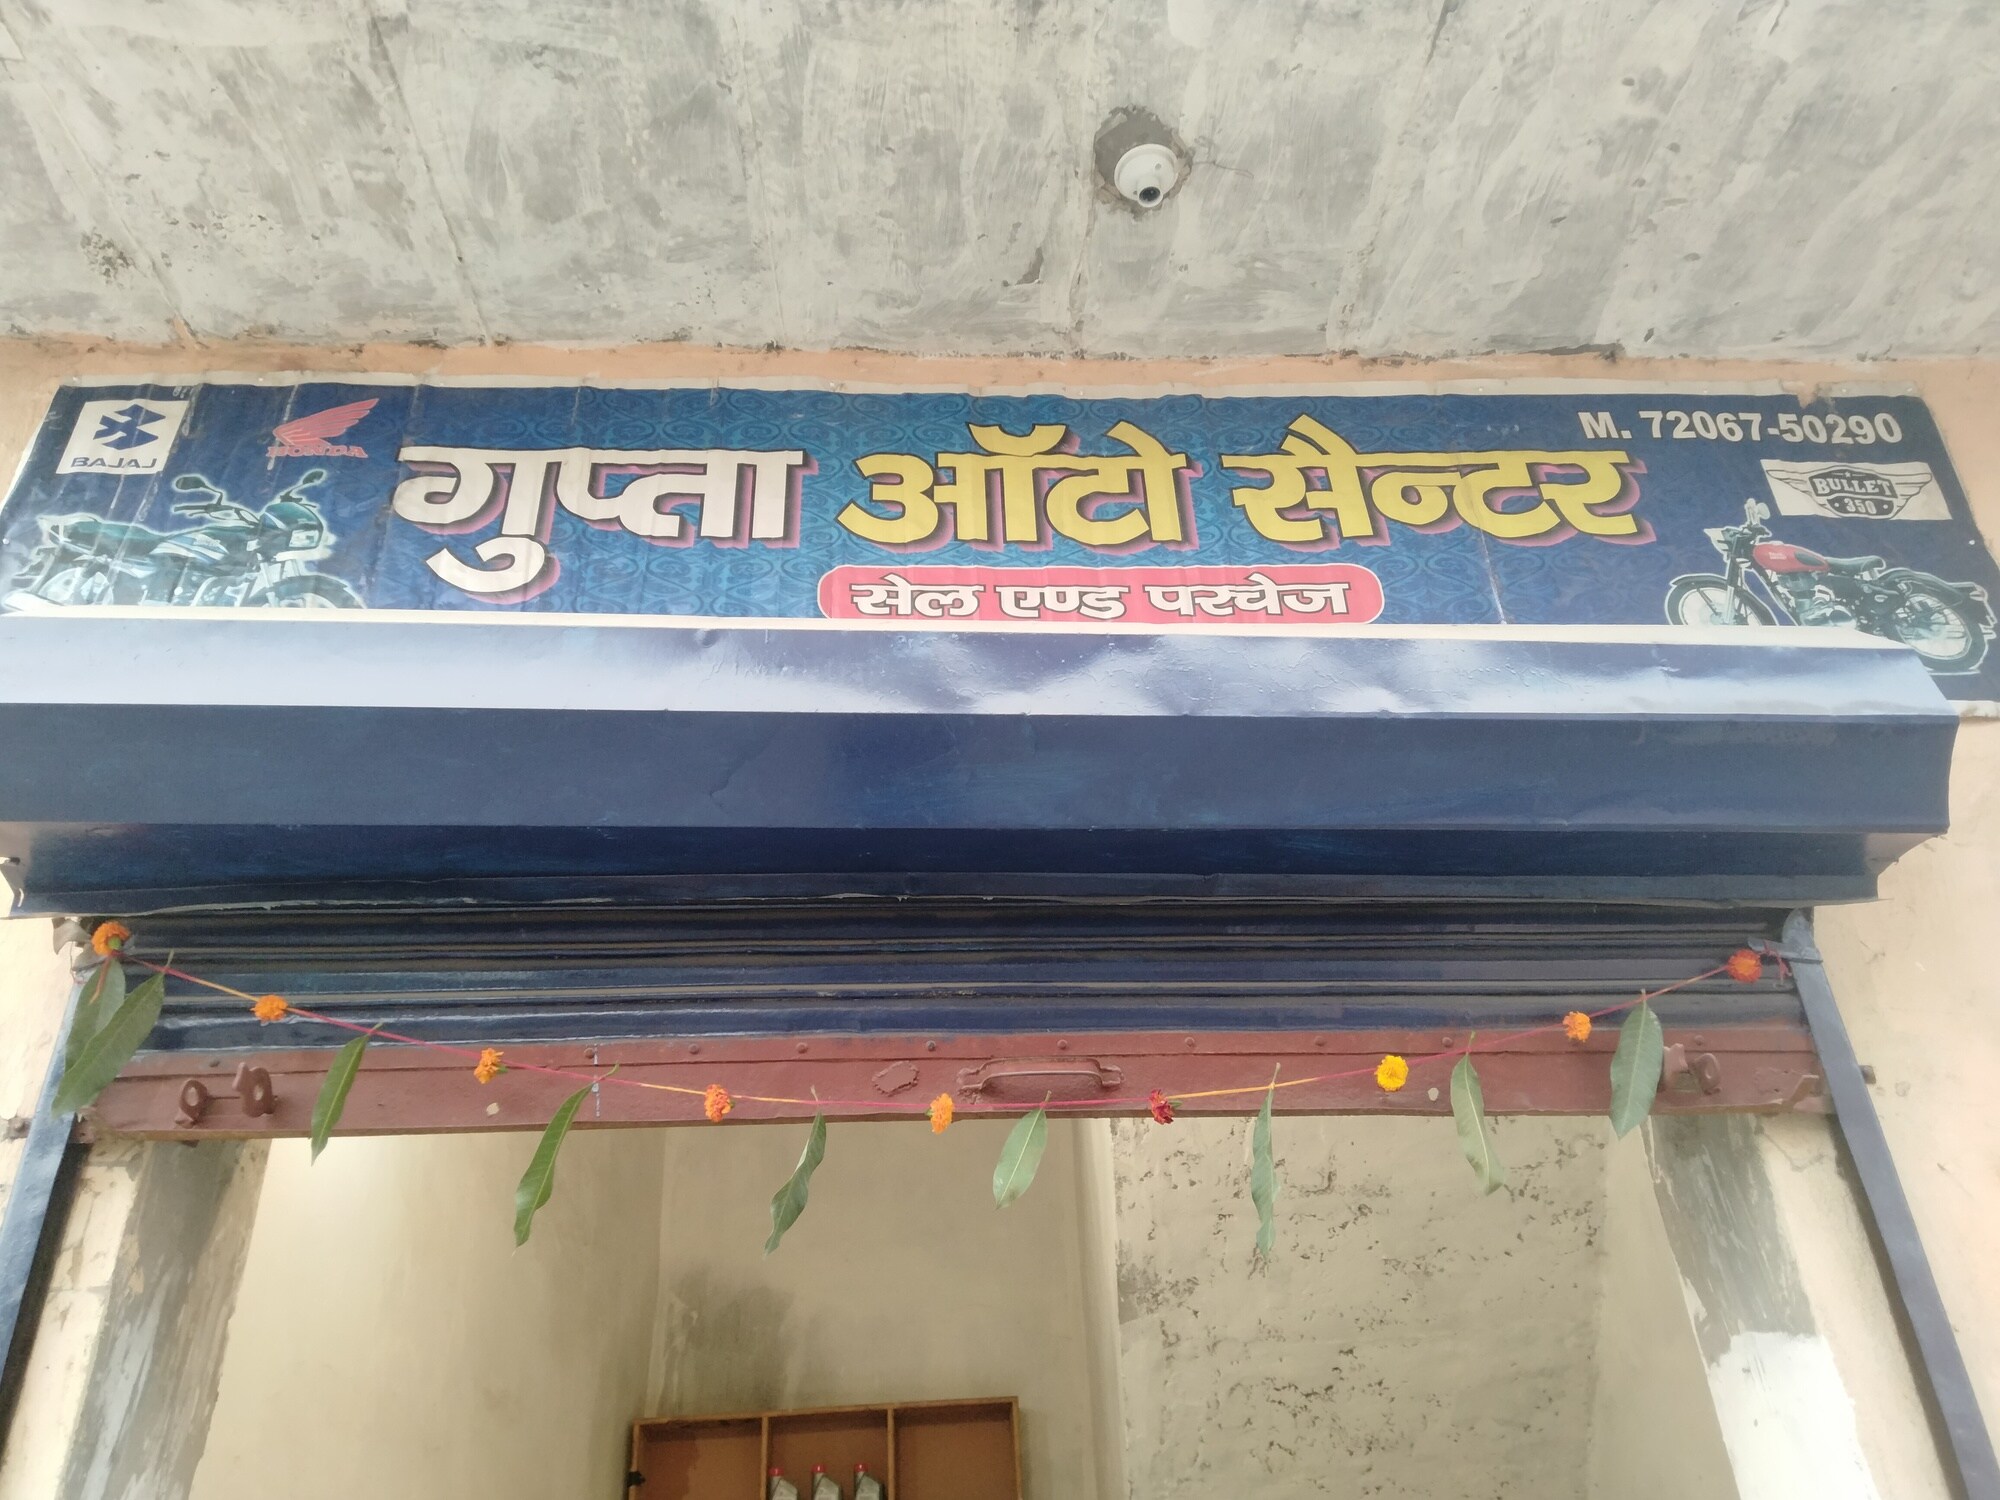 BAJAJ
HONDA
गुप्ता ऑटो सैन्टर
M. 72067-50290
BULLET
350
सेल एण्ड परचेज